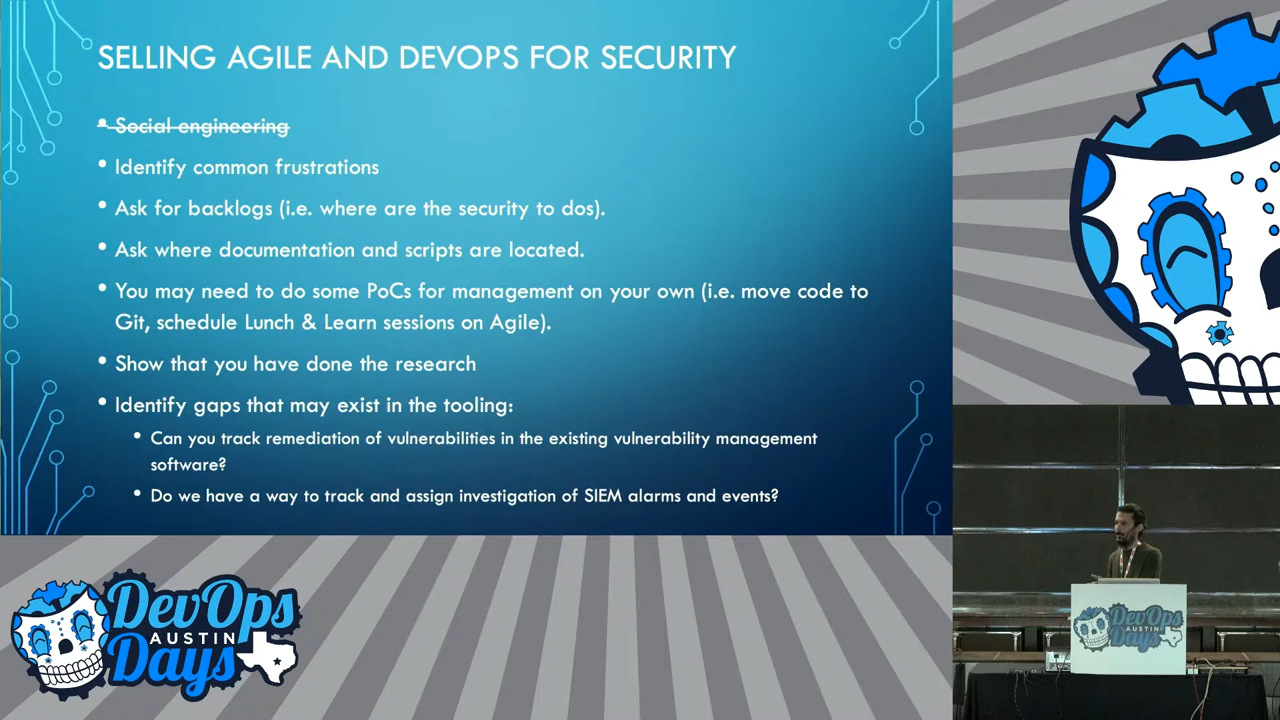 SELLING AGILE AND DEVOPS FOR SECURITY
• Social engineering
• Identify common frustrations
• Ask for backlogs (i.e. where are the security to dos).
• Ask where documentation and scripts are located.
• You may need to do some PoCs for management on your own (i.e. move code to
Git, schedule Lunch & Learn sessions on Agile).
• Show that you have done the research
• Identify gaps that may exist in the tooling:
• Can you track remediation of vulnerabilities in the existing vulnerability management
software?
• Do we have a way to track and assign investigation of SIEM alarms and events?
DevOps
AUSTIN
Days
DevOps
AUSTIN
Days